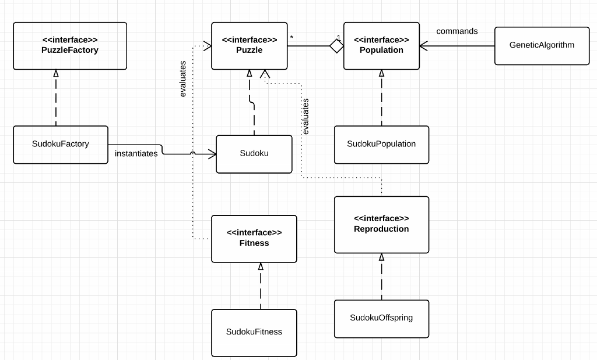 commands
<<interface>>
PuzzleFactory
<<interface>>
Puzzle
*
<<interface>>
Population
GeneticAlgorithm
evaluates
evaluates
SudokuFactory
instantiates
Sudoku
SudokuPopulation
<<interface>>
Fitness
<<interface>>
Reproduction
SudokuFitness
SudokuOffspring